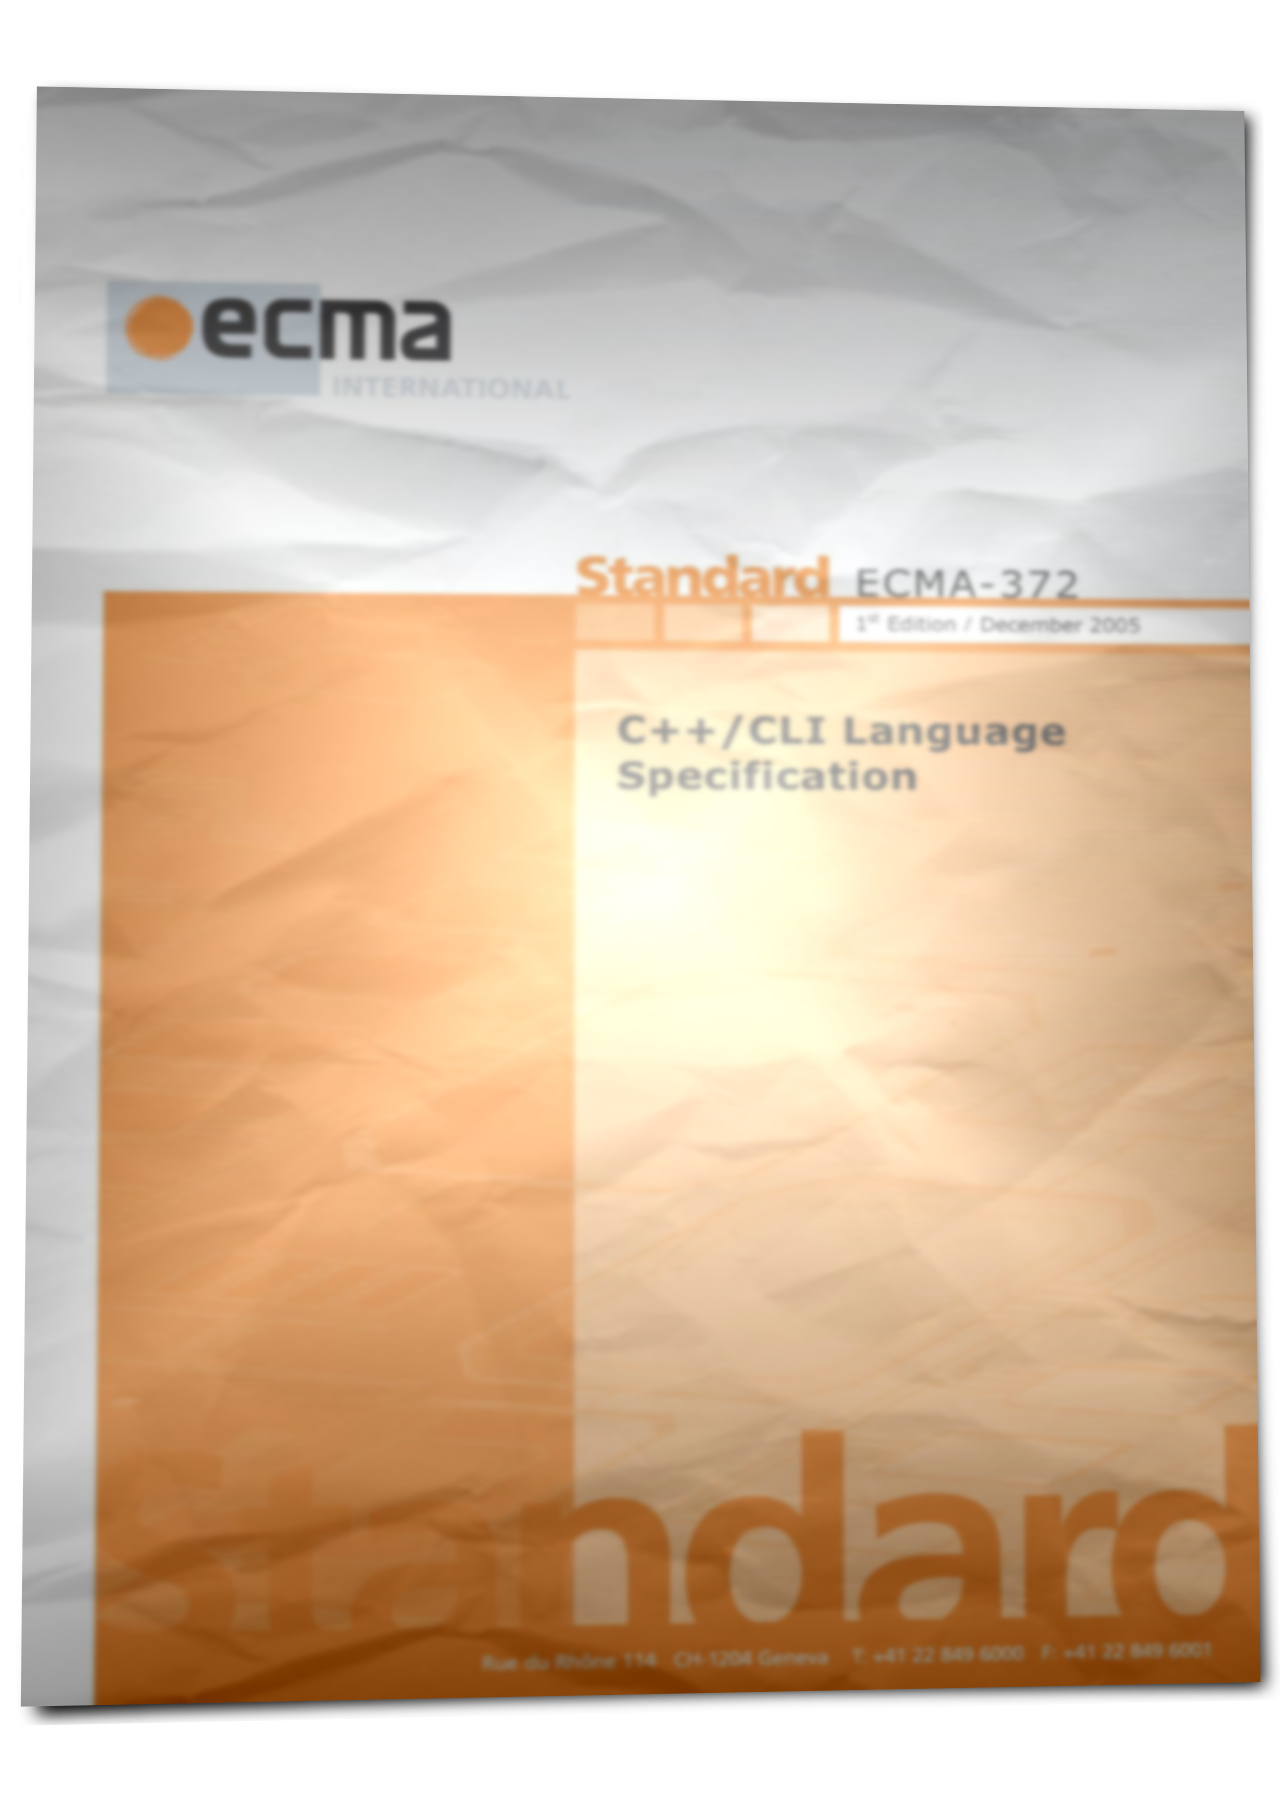 ecma
INTERNATIONAL
Standard ECMA-372
1st Edition / December 2005
C++/CLI Language
Specification
Standard
Rue du Rhône 114 CH-1204 Geneva T: +41 22 849 6000 F: +41 22 849 6001